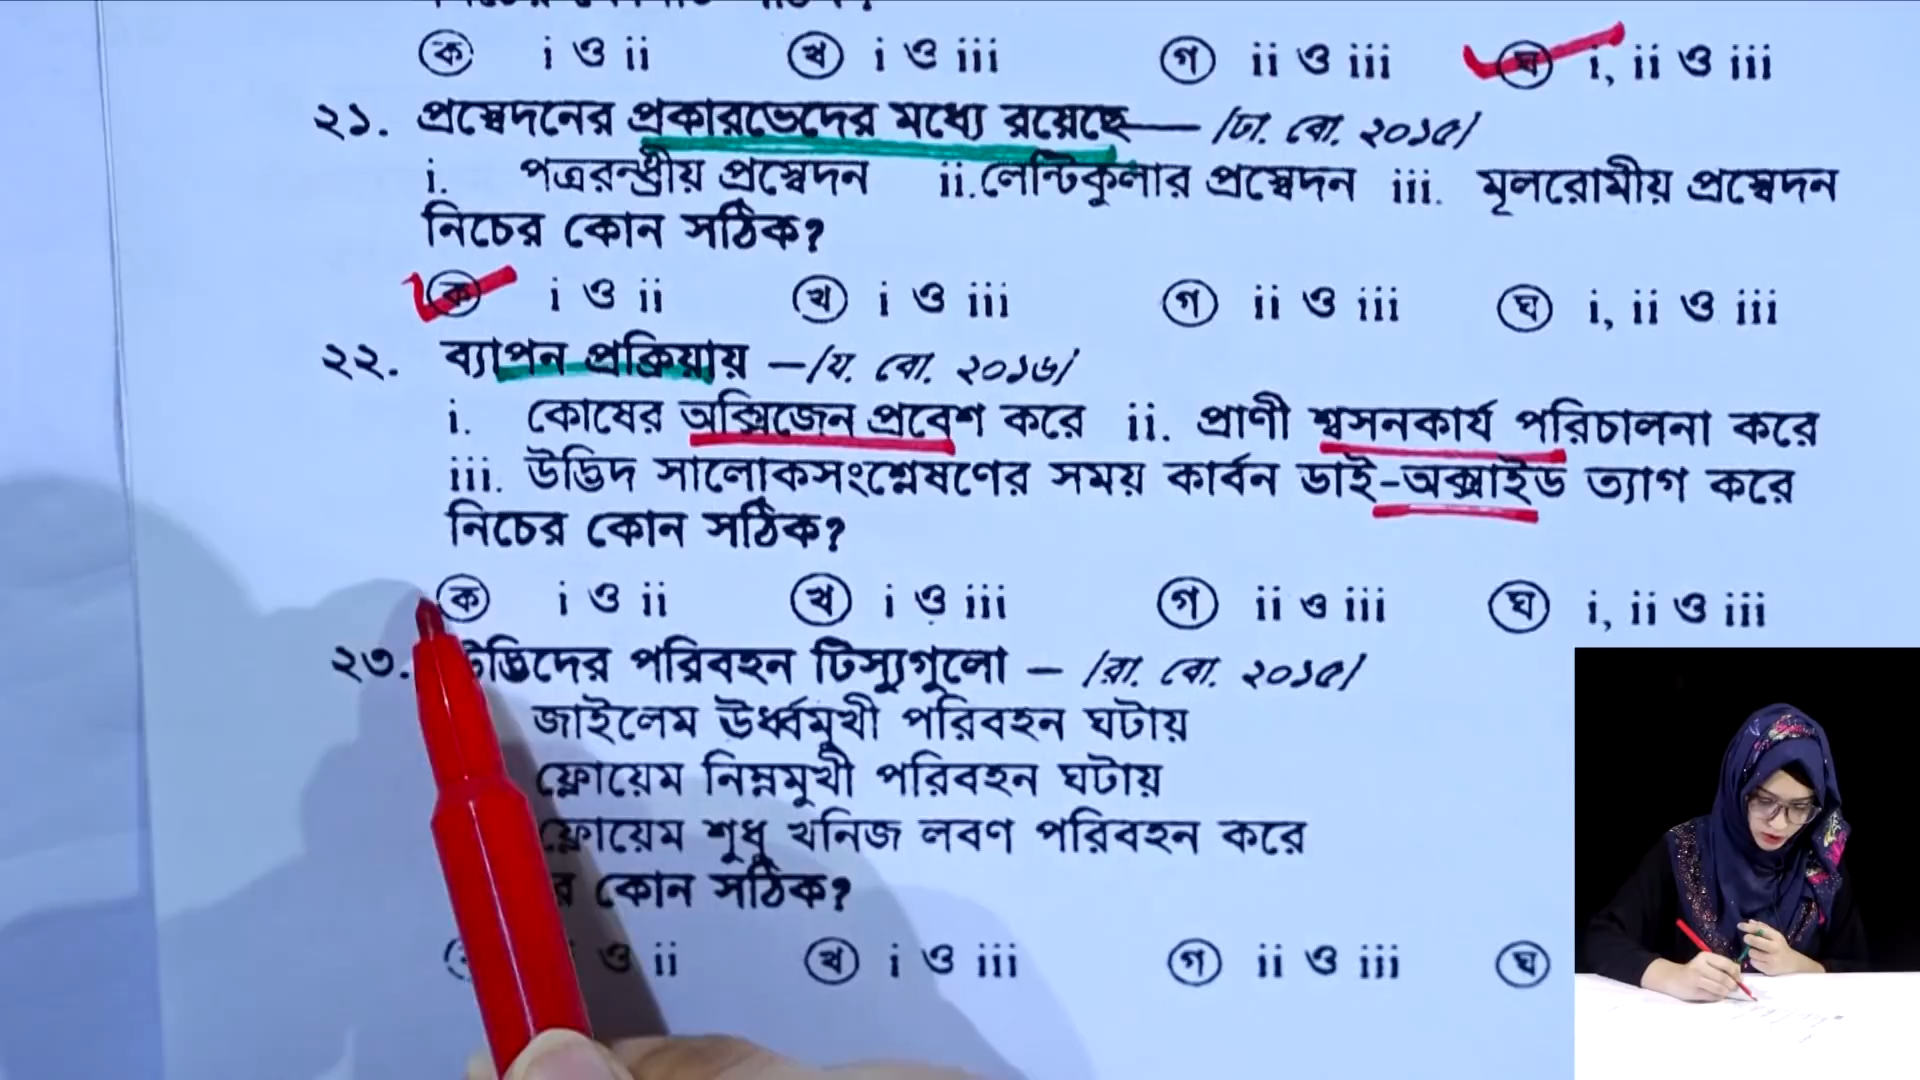 ক i ও ii খ i ও iii গ ii ও iii ঘ i, ii ও iii
২১. প্রস্বেদনের প্রকারভেদের মধ্যে রয়েছে— /ঢা. বো. ২০১৫/
i. পত্ররন্ধ্রীয় প্রস্বেদন ii.লেন্টিকুলার প্রস্বেদন iii. মূলরোমীয় প্রস্বেদন
নিচের কোন সঠিক?
ক i ও ii খ i ও iii গ ii ও iii ঘ i, ii ও iii
২২. ব্যাপন প্রক্রিয়ায় –/য. বো. ২০১৬/
i. কোষের অক্সিজেন প্রবেশ করে ii. প্রাণী শ্বসনকার্য পরিচালনা করে
iii. উদ্ভিদ সালোকসংশ্লেষণের সময় কার্বন ডাই-অক্সাইড ত্যাগ করে
নিচের কোন সঠিক?
ক i ও ii খ i ও iii গ ii ও iii ঘ i, ii ও iii
২৩. উদ্ভিদের পরিবহন টিস্যুগুলো – /রা. বো. ২০১৫/
জাইলেম ঊর্ধ্বমুখী পরিবহন ঘটায়
ফ্লোয়েম নিম্নমুখী পরিবহন ঘটায়
ফ্লোয়েম শুধু খনিজ লবণ পরিবহন করে
কোন সঠিক?
ও ii খ i ও iii গ ii ও iii ঘ